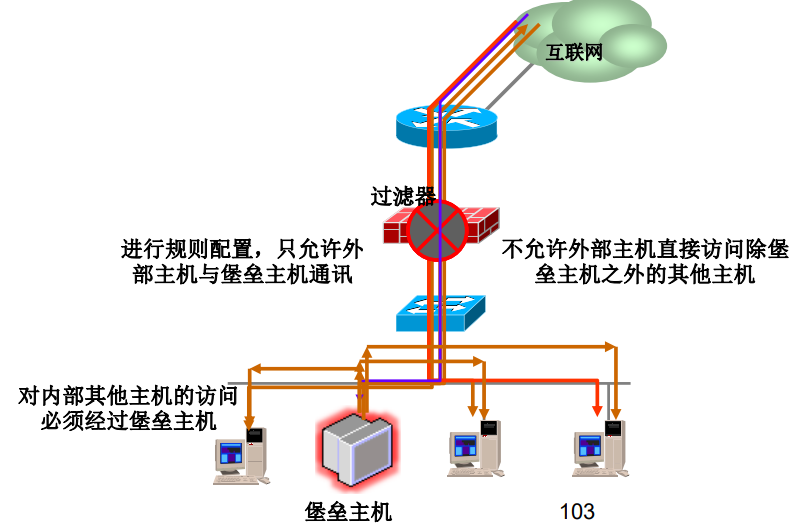 互联网
过滤器
进行规则配置，只允许外
部主机与堡垒主机通讯
不允许外部主机直接访问除堡
垒主机之外的其他主机
对内部其他主机的访问
必须经过堡垒主机
堡垒主机
103